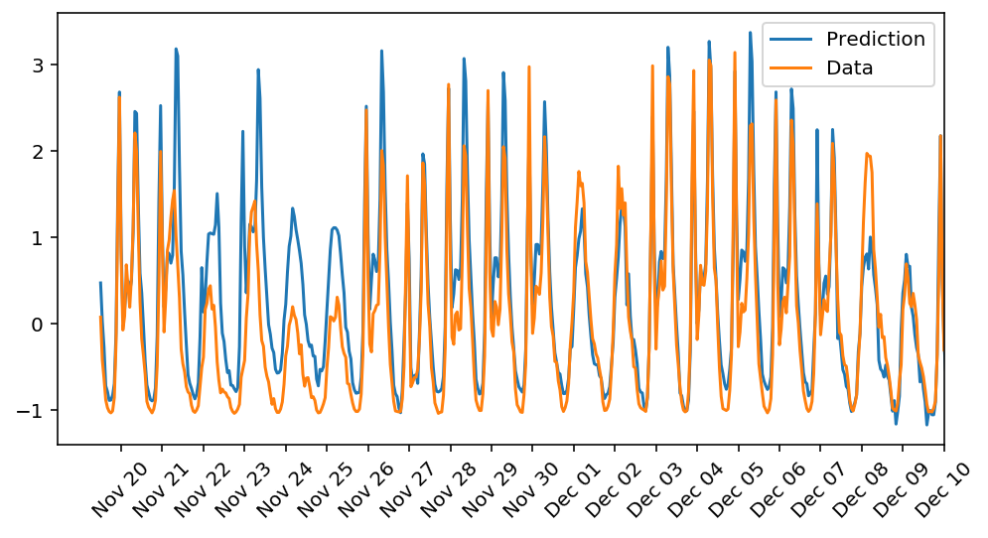 3
2
1
0
−1
Prediction
Data
Nov 20
Nov 21
Nov 22
Nov 23
Nov 24
Nov 25
Nov 26
Nov 27
Nov 28
Nov 29
Nov 30
Dec 01
Dec 02
Dec 03
Dec 04
Dec 05
Dec 06
Dec 07
Dec 08
Dec 09
Dec 10